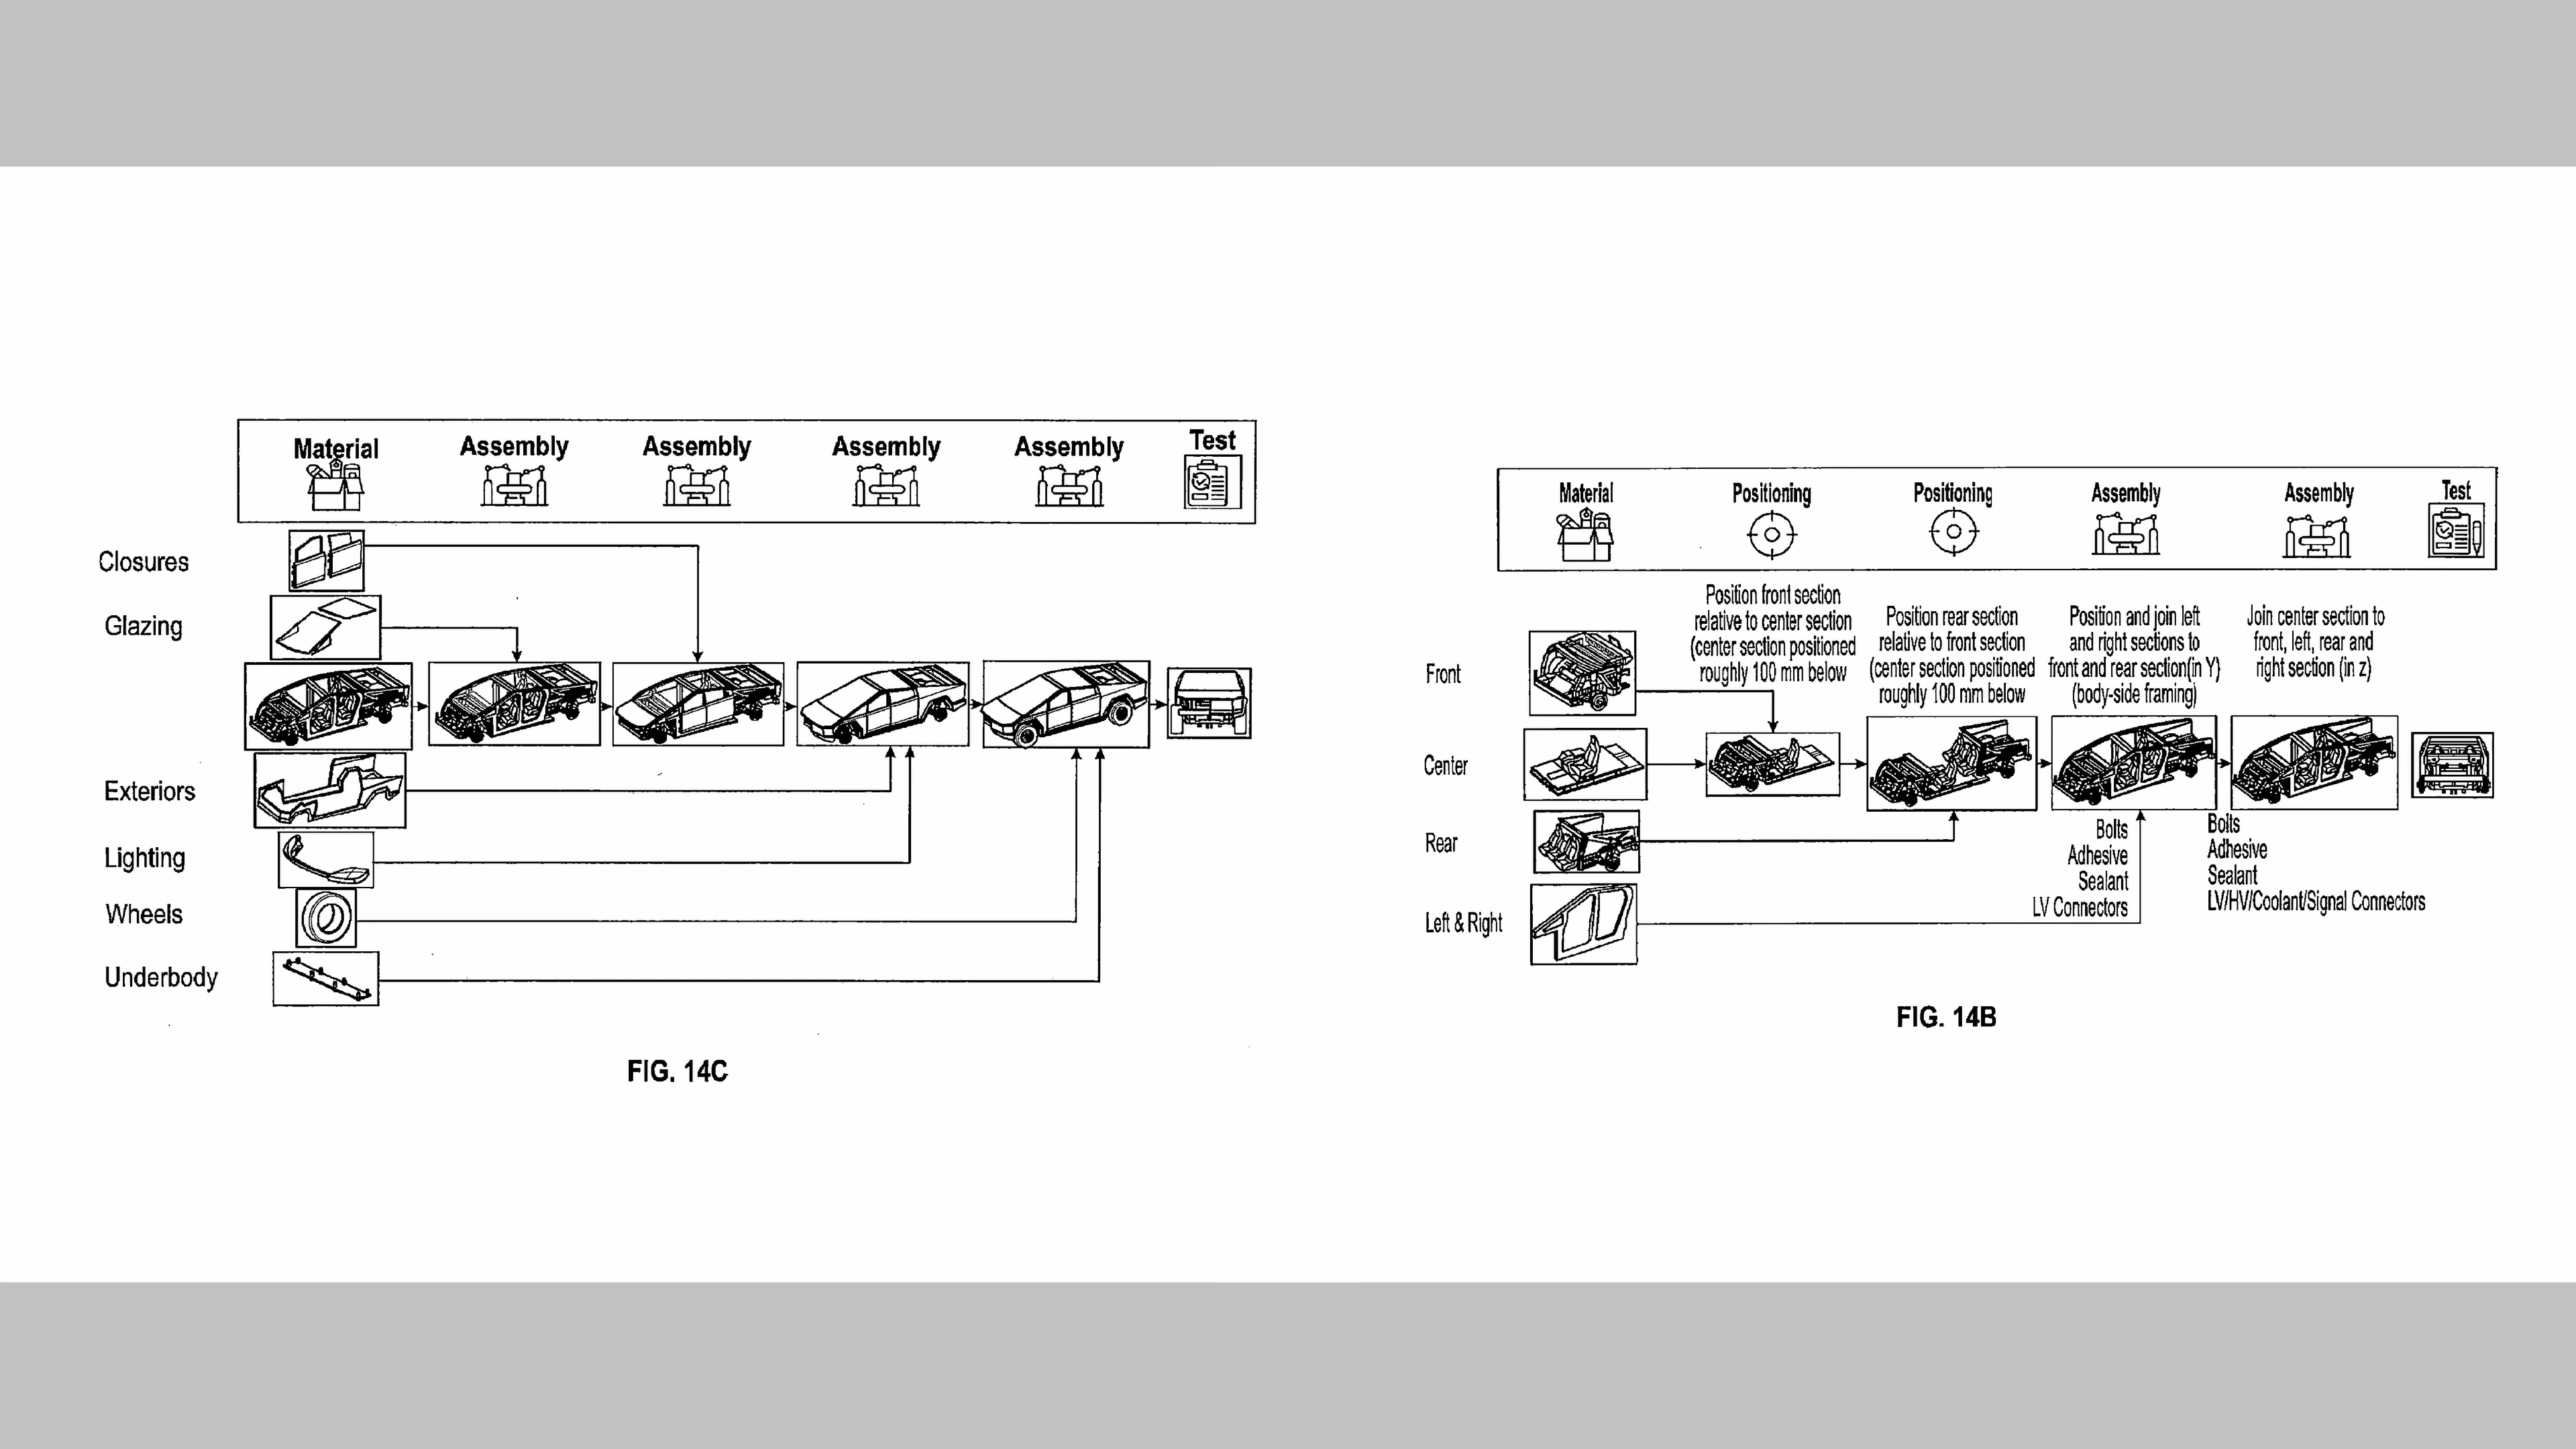 Material
Assembly
Assembly
Assembly
Assembly
Test
Closures
Glazing
Exteriors
Lighting
Wheels
Underbody
FIG. 14C
Material
Positioning
Positioning
Assembly
Assembly
Test
Position front section
relative to center section
(center section positioned
roughly 100 mm below
Position rear section
relative to front section
(center section positioned
roughly 100 mm below
Position and join left
and right sections to
front and rear section(in Y)
(body-side framing)
Join center section to
front, left, rear and
right section (in z)
Front
Center
Rear
Left & Right
Bolts
Adhesive
Sealant
LV Connectors
Bolts
Adhesive
Sealant
LV/HV/Coolant/Signal Connectors
FIG. 14B